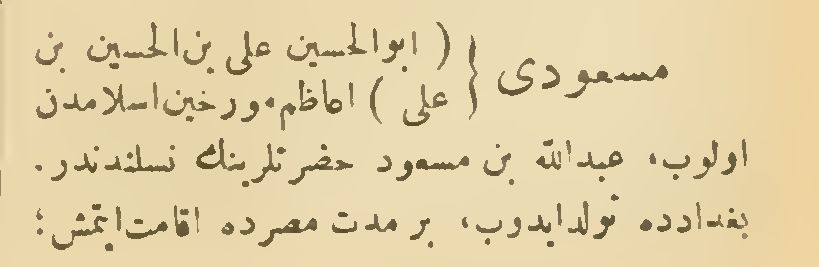 مسعودی { ( ابوالحسین علی بن الحسین بن
علی ) اعاظم مورخین اسلامدن
اولوب، عبدالله بن مسعود حضرتلرینك نسلندندر.
بغدادده تولد ایدوب، بر مدت مصرده اقامت ایتمش؛